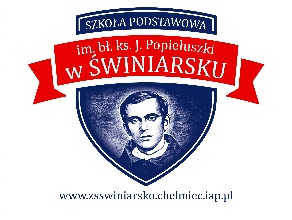 SZKOŁA PODSTAWOWA
im. bł. ks. J. Popiełuszki
w ŚWINIARSKU
www.zsswiniarsko.chelmiec.iap.pl